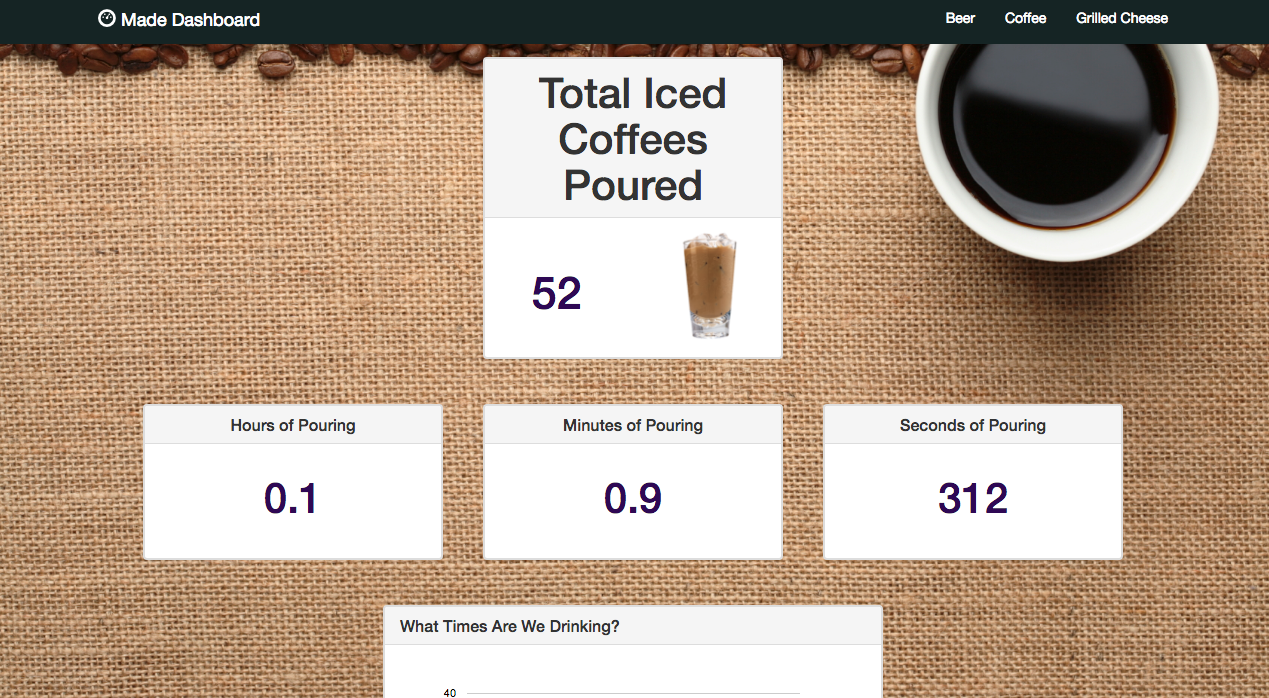 Made Dashboard
Beer Coffee Grilled Cheese
Total Iced
Coffees
Poured
52
Hours of Pouring
0.1
Minutes of Pouring
0.9
Seconds of Pouring
312
What Times Are We Drinking?
40